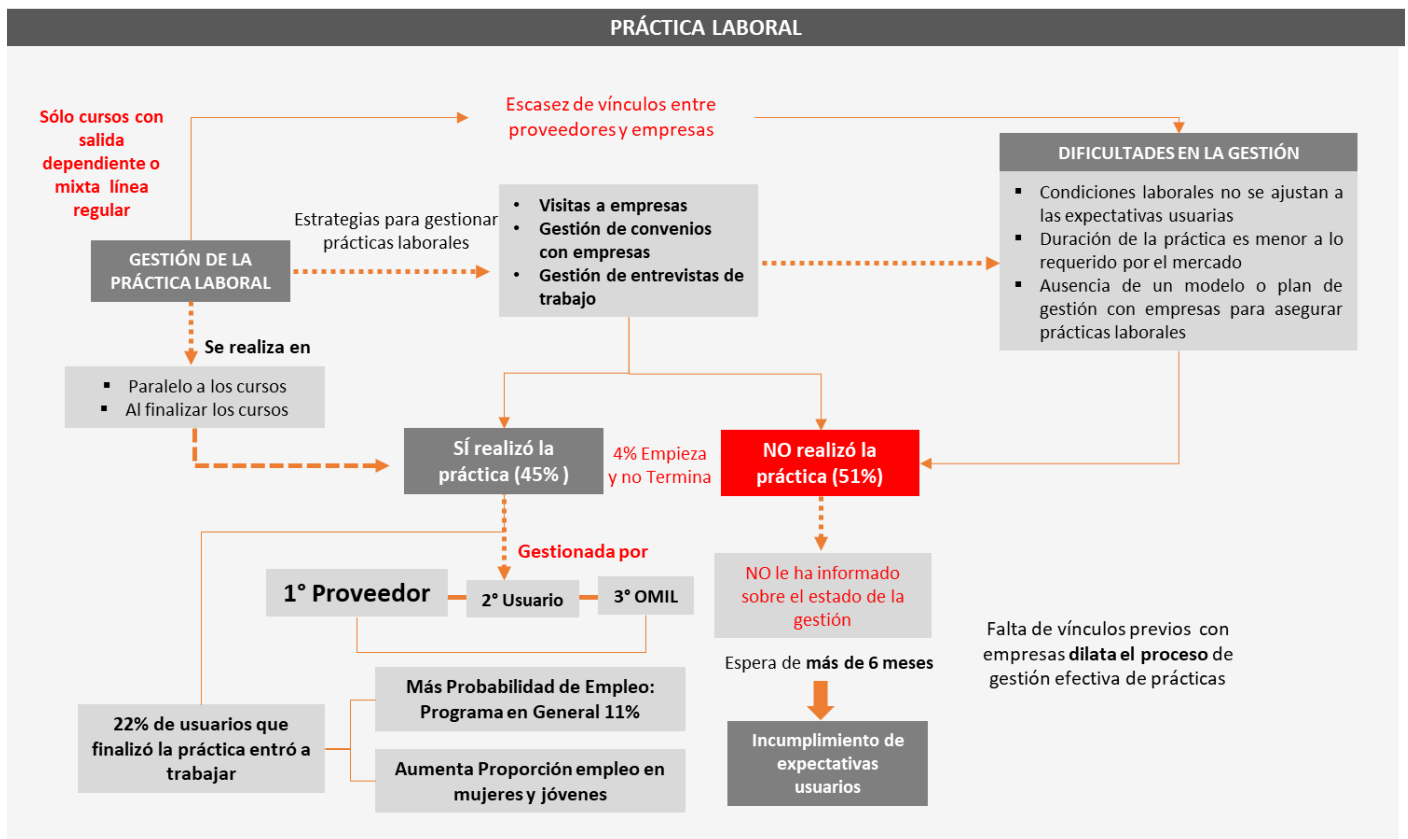 PRÁCTICA LABORAL
Sólo cursos con
salida
dependiente o
mixta línea
regular
Escasez de vínculos entre
proveedores y empresas
DIFICULTADES EN LA GESTIÓN
▪ Condiciones laborales no se ajustan a
las expectativas usuarias
▪ Duración de la práctica es menor a lo
requerido por el mercado
▪ Ausencia de un modelo o plan de
gestión con empresas para asegurar
prácticas laborales
Estrategias para gestionar
prácticas laborales
• Visitas a empresas
• Gestión de convenios
con empresas
• Gestión de entrevistas de
trabajo
GESTIÓN DE LA
PRÁCTICA LABORAL
Se realiza en
▪ Paralelo a los cursos
▪ Al finalizar los cursos
SÍ realizó la
práctica (45% )
4% Empieza
y no Termina
NO realizó la
práctica (51%)
Gestionada por
1° Proveedor
2° Usuario
3° OMIL
NO le ha informado
sobre el estado de la
gestión
Falta de vínculos previos con
empresas dilata el proceso de
gestión efectiva de prácticas
Espera de más de 6 meses
Más Probabilidad de Empleo:
Programa en General 11%
22% de usuarios que
finalizó la práctica entró a
trabajar
Aumenta Proporción empleo en
mujeres y jóvenes
Incumplimiento de
expectativas
usuarios